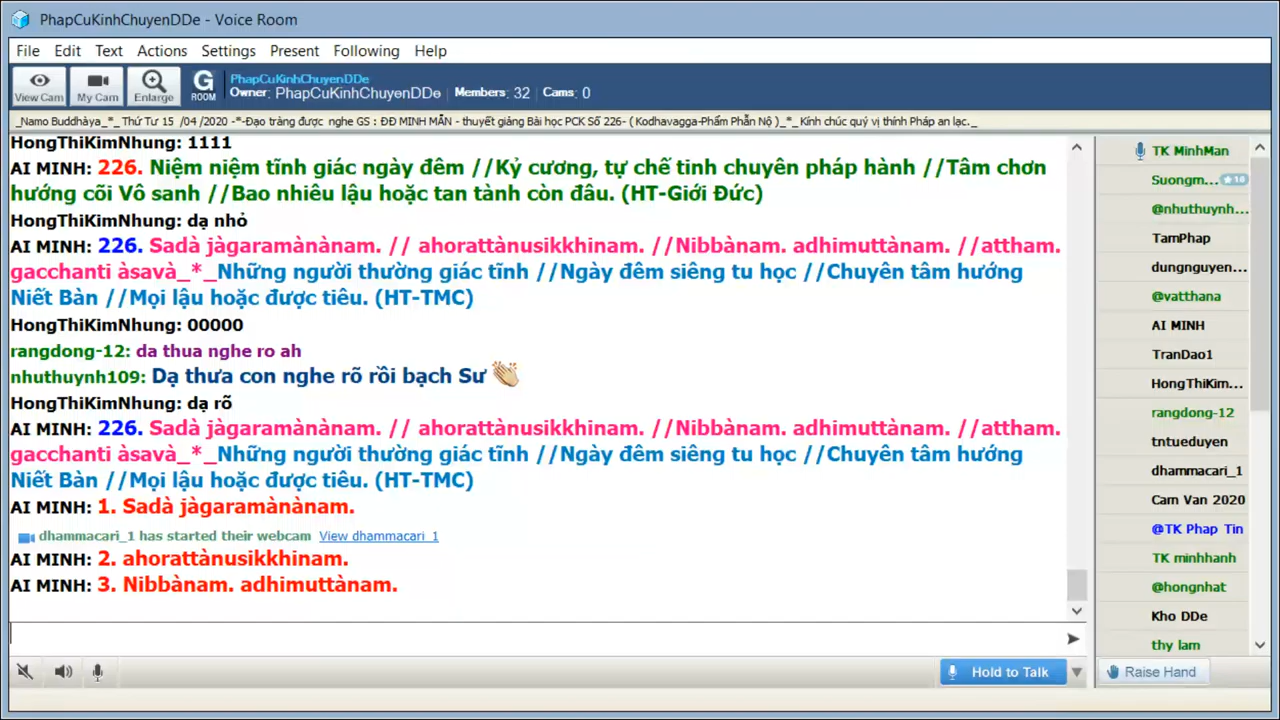 PhapCuKinhChuyenDDe - Voice Room
File Edit Text Actions Settings Present Following Help
View Cam My Cam Enlarge G ROOM
PhapCuKinhChuyenDDe
Owner: PhapCuKinhChuyenDDe Members: 32 Cams: 0
_Namo Buddhàya_*_ Thứ Tư 15 /04 /2020 -*-Đạo tràng được nghe GS : ĐĐ MINH MẪN - thuyết giảng Bài học PCK Số 226- ( Kodhavagga-Phẩm Phẫn Nộ )_*_ Kính chúc quý vị thính Pháp an lạc._
HongThiKimNhung: 1111
AI MINH: 226. Niệm niệm tĩnh giác ngày đêm //Kỷ cương, tự chế tinh chuyên pháp hành //Tâm chơn
hướng cõi Vô sanh //Bao nhiêu lậu hoặc tan tành còn đâu. (HT-Giới Đức)
HongThiKimNhung: dạ nhỏ
AI MINH: 226. Sadà jàgaramànànam. // ahorattànusikkhinam. //Nibbànam. adhimuttànam. //attham.
gacchanti àsavà_*_Những người thường giác tĩnh //Ngày đêm siêng tu học //Chuyên tâm hướng
Niết Bàn //Mọi lậu hoặc được tiêu. (HT-TMC)
HongThiKimNhung: 00000
rangdong-12: da thua nghe ro ah
nhuthuynh109: Dạ thưa con nghe rõ rồi bạch Sư
HongThiKimNhung: dạ rõ
AI MINH: 226. Sadà jàgaramànànam. // ahorattànusikkhinam. //Nibbànam. adhimuttànam. //attham.
gacchanti àsavà_*_Những người thường giác tĩnh //Ngày đêm siêng tu học //Chuyên tâm hướng
Niết Bàn //Mọi lậu hoặc được tiêu. (HT-TMC)
AI MINH: 1. Sadà jàgaramànànam.
dhammacari_1 has started their webcam View dhammacari_1
AI MINH: 2. ahorattànusikkhinam.
AI MINH: 3. Nibbànam. adhimuttànam.
TK MinhMan
Suongm... 16
@nhuthuynh...
TamPhap
dungnguyen...
@vatthana
AI MINH
TranDao1
HongThiKim...
rangdong-12
tntueduyen
dhammacari_1
Cam Van 2020
@TK Phap Tin
TK minhhanh
@hongnhat
Kho DDe
thy lam
Hold to Talk
Raise Hand